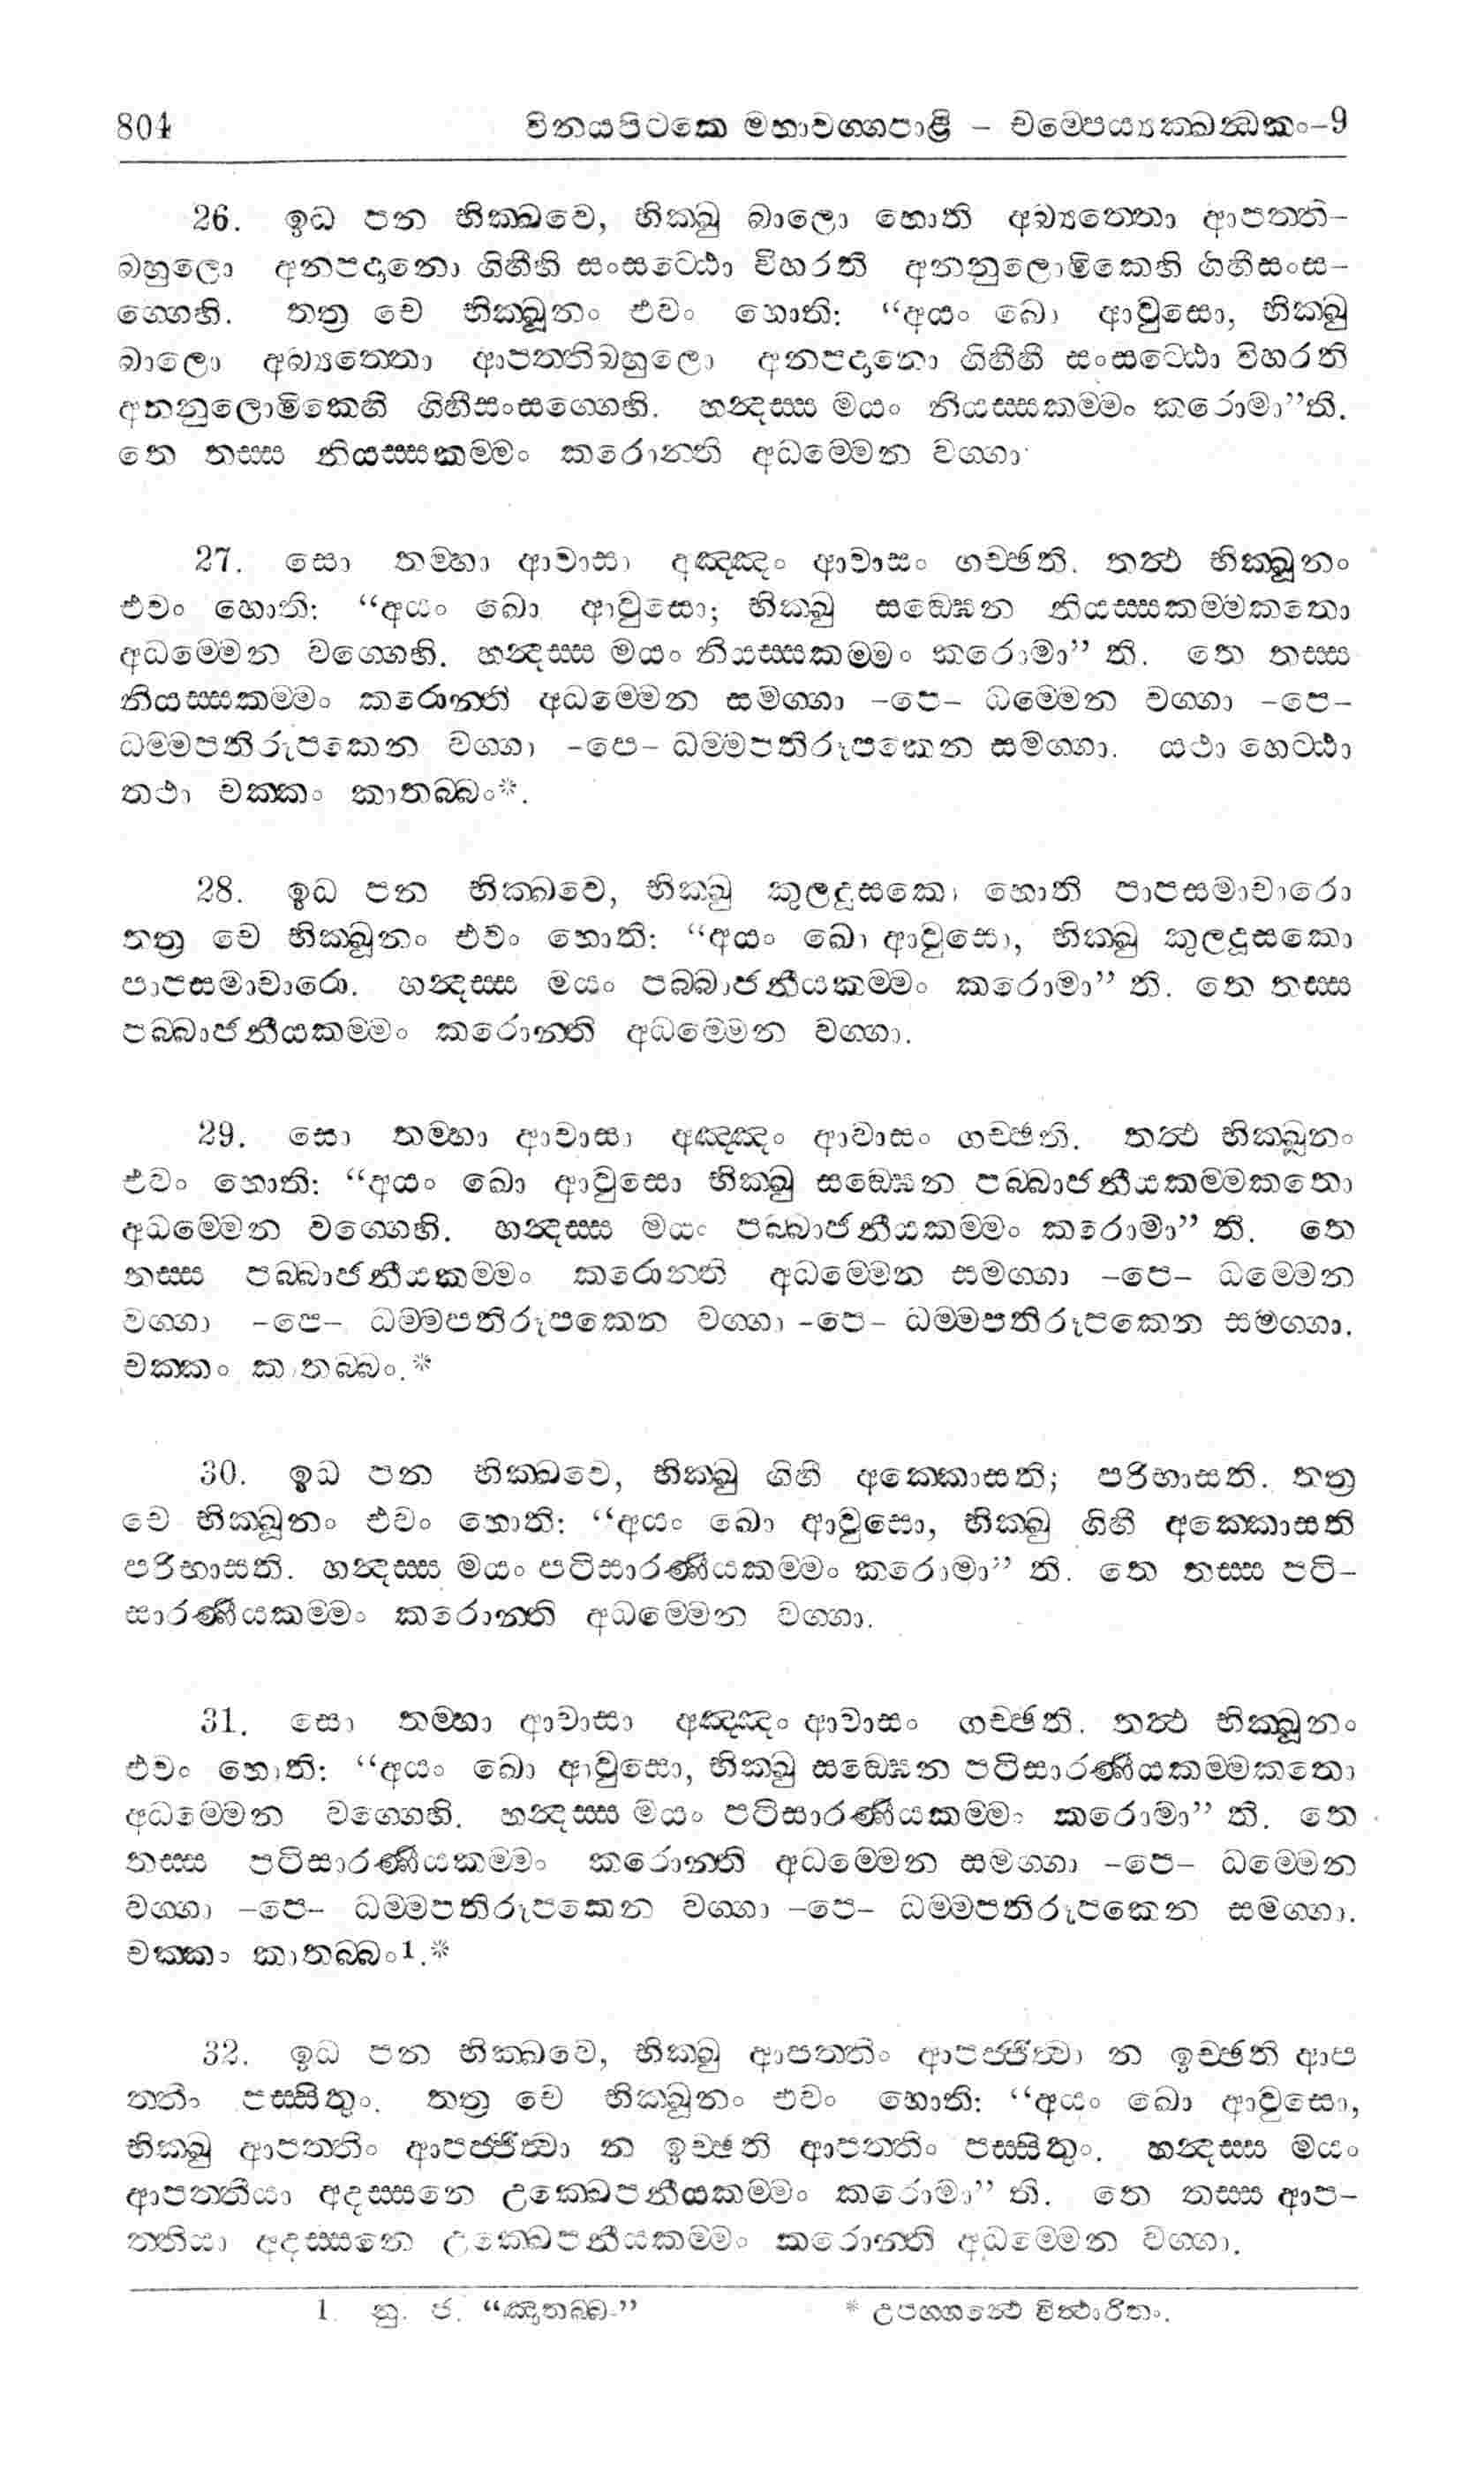 804 විනයපිටකෙ මහාවග්ගපාළි – චම්පෙය්‍යක්ඛන්ධකං–9
26. ඉධ පන භික්ඛවෙ, භික්ඛු බාලො හොති අබ්‍යත්තො ආපත්ති-
බහුලො අනපදානො ගිහීහි සංසට්ඨො විහරති අනනුලොමිකෙහි ගිහීසංස-
ග්ගෙහි. තත්‍ර චෙ භික්ඛූනං එවං හොති: “අයං ඛො ආවුසො, භික්ඛු
බාලො අබ්‍යත්තො ආපත්තිබහුලො අනපදානො ගිහීහි සංසට්ඨො විහරති
අනනුලොමිකෙහි ගිහීසංසග්ගෙහි. හන්දස්ස මයං නියස්සකම්මං කරොමා”ති.
තෙ තස්ස නියස්සකම්මං කරොන්ති අධම්මෙන වග්ගා
27. සො තම්හා ආවාසා අඤ්ඤං ආවාසං ගච්ඡති. තත්‍ථ භික්ඛූනං
එවං හොති: “අයං ඛො ආවුසො; භික්ඛු සඞ්ඝෙන නියස්සකම්මකතො
අධම්මෙන වග්ගෙහි. හන්දස්ස මයං නියස්සකම්මං කරොමා” ති. තෙ තස්ස
නියස්සකම්මං කරොන්ති අධම්මෙන සමග්ගා –පෙ– ධම්මෙන වග්ගා –පෙ–
ධම්මපතිරූපකෙන වග්ගා –පෙ– ධම්මපතිරූපකෙන සමග්ගා. යථා හෙට්ඨා
තථා චක්කං කාතබ්බං*.
28. ඉධ පන භික්ඛවෙ, භික්ඛු කුලදූසකො හොති පාපසමාචාරො
තත්‍ර චෙ භික්ඛූනං එවං හොති: “අයං ඛො ආවුසො, භික්ඛු කුලදූසකො
පාපසමාචාරො. හන්දස්ස මයං පබ්බාජනීයකම්මං කරොමා” ති. තෙ තස්ස
පබ්බාජනීයකම්මං කරොන්ති අධම්මෙන වග්ගා.
29. සො තම්හා ආවාසා අඤ්ඤං ආවාසං ගච්ඡති. තත්‍ථ භික්ඛූනං
එවං හොති: “අයං ඛො ආවුසො භික්ඛු සඞ්ඝෙන පබ්බාජනීයකම්මකතො
අධම්මෙන වග්ගෙහි. හන්දස්ස මයං පබ්බාජනීයකම්මං කරොමා” ති. තෙ
තස්ස පබ්බාජනීයකම්මං කරොන්ති අධම්මෙන සමග්ගා –පෙ– ධම්මෙන
වග්ගා –පෙ– ධම්මපතිරූපකෙන වග්ගා –පෙ– ධම්මපතිරූපකෙන සමග්ගා.
චක්කං කාතබ්බං.*
30. ඉධ පන භික්ඛවෙ, භික්ඛු ගිහී අක්කොසති; පරිභාසති. තත්‍ර
චෙ භික්ඛූනං එවං හොති: “අයං ඛො ආවුසො, භික්ඛු ගිහී අක්කොසති
පරිභාසති. හන්දස්ස මයං පටිසාරණීයකම්මං කරොමා” ති. තෙ තස්ස පටි-
සාරණීයකම්මං කරොන්ති අධම්මෙන වග්ගා.
31. සො තම්හා ආවාසා අඤ්ඤං ආවාසං ගච්ඡති. තත්‍ථ භික්ඛූනං
එවං හොති: “අයං ඛො ආවුසො, භික්ඛු සඞ්ඝෙන පටිසාරණීයකම්මකතො
අධම්මෙන වග්ගෙහි. හන්දස්ස මයං පටිසාරණීයකම්මං කරොමා” ති. තෙ
තස්ස පටිසාරණීයකම්මං කරොන්ති අධම්මෙන සමග්ගා –පෙ– ධම්මෙන
වග්ගා –පෙ– ධම්මපතිරූපකෙන වග්ගා –පෙ– ධම්මපතිරූපකෙන සමග්ගා.
චක්කං කාතබ්බං1.*
32. ඉධ පන භික්ඛවෙ, භික්ඛු ආපත්තිං ආපජ්ජිත්‍වා න ඉච්ඡති ආප
ත්තිං පස්සිතුං. තත්‍ර චෙ භික්ඛූනං එවං හොති: “අයං ඛො ආවුසො,
භික්ඛු ආපත්තිං ආපජ්ජිත්‍වා න ඉච්ඡති ආපත්තිං පස්සිතුං. හන්දස්ස මයං
ආපත්තියා අදස්සනෙ උක්ඛෙපනීයකම්මං කරොමා” ති. තෙ තස්ස ආප-
ත්තියා අදස්සනෙ උක්ඛෙපනීයකම්මං කරොන්ති අධම්මෙන වග්ගා.
1. නු. ජ. * උපගගන්‍ථෙ විත්‍ථාරිතං.